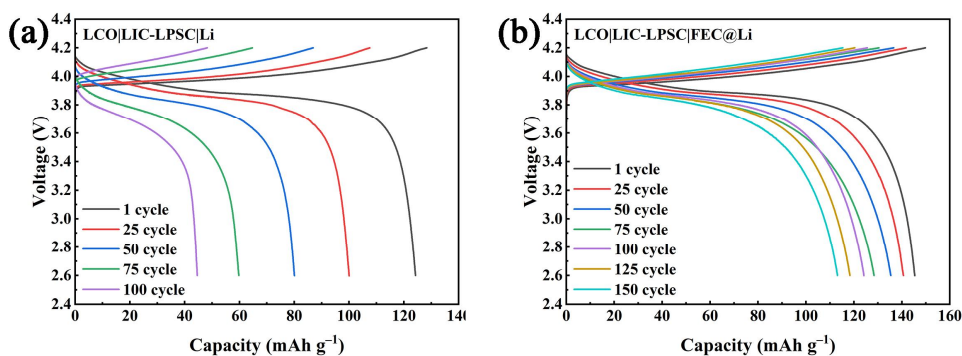 (a)
LCO|LIC-LPSC|Li
Voltage (V)
4.2
4.0
3.8
3.6
3.4
3.2
3.0
2.8
2.6
2.4
1 cycle
25 cycle
50 cycle
75 cycle
100 cycle
0 20 40 60 80 100 120 140
Capacity (mAh g⁻¹)
(b)
LCO|LIC-LPSC|FEC@Li
Voltage (V)
4.4
4.2
4.0
3.8
3.6
3.4
3.2
3.0
2.8
2.6
2.4
1 cycle
25 cycle
50 cycle
75 cycle
100 cycle
125 cycle
150 cycle
0 20 40 60 80 100 120 140 160
Capacity (mAh g⁻¹)